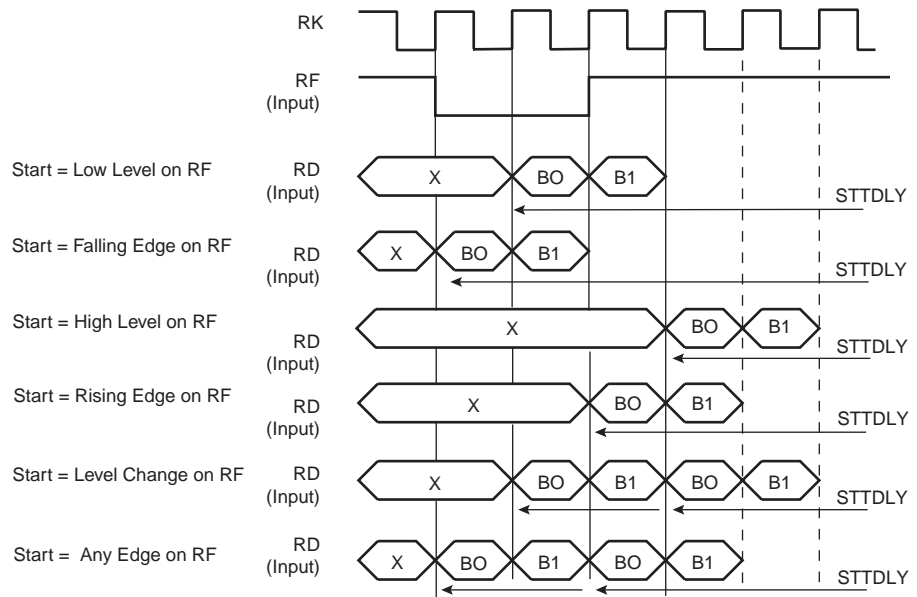 RK
RF
(Input)
Start = Low Level on RF
RD
(Input)
X
BO
B1
STTDLY
Start = Falling Edge on RF
RD
(Input)
X
BO
B1
STTDLY
Start = High Level on RF
RD
(Input)
X
BO
B1
STTDLY
Start = Rising Edge on RF
RD
(Input)
X
BO
B1
STTDLY
Start = Level Change on RF
RD
(Input)
X
BO
B1
BO
B1
STTDLY
Start = Any Edge on RF
RD
(Input)
X
BO
B1
BO
B1
STTDLY